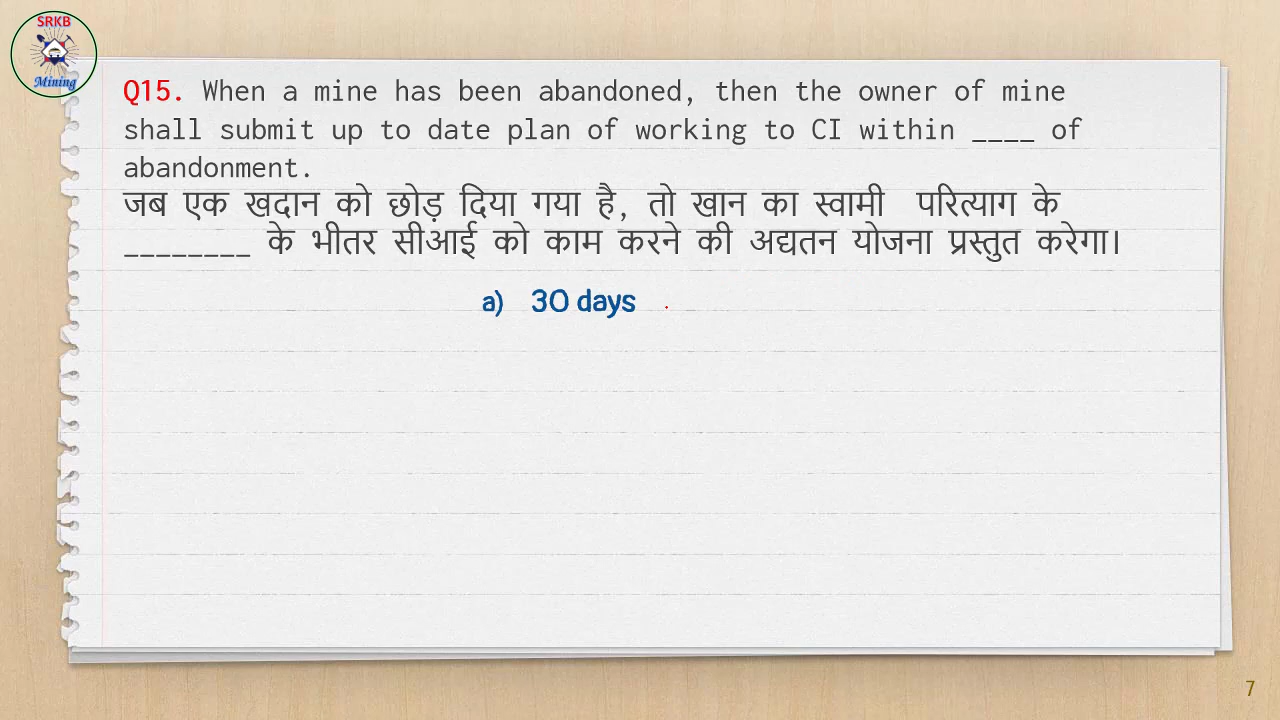 SRKB
Mining
Q15. When a mine has been abandoned, then the owner of mine
shall submit up to date plan of working to CI within ____ of
abandonment.
जब एक खदान को छोड़ दिया गया है, तो खान का स्वामी परित्याग के
________ के भीतर सीआई को काम करने की अद्यतन योजना प्रस्तुत करेगा।
a) 30 days
7